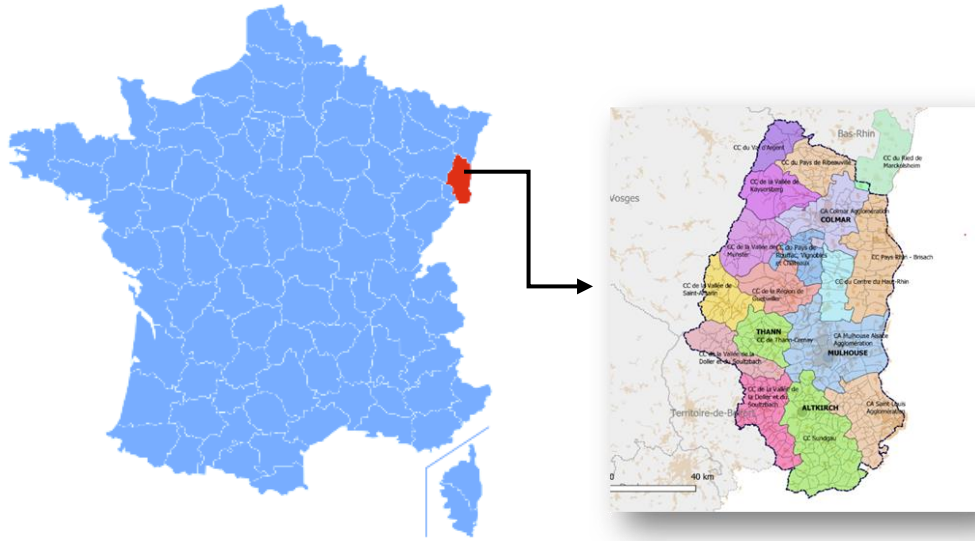 Bas-Rhin
CC du Val d'Argent
CC du Pays de Ribeauvillé
CC du Ried de
Marckolsheim
CC de la Vallée de
Kaysersberg
Vosges
CA Colmar Agglomération
COLMAR
CC de la Vallée de
Munster
CC du Pays de
Rouffac, Vignobles
et Châteaux
CC Pays Rhin - Brisach
CC de la Vallée de
Saint-Amarin
CC de la Région de
Guebwiller
CC du Centre du Haut-Rhin
THANN
CC de Thann-Cernay
CA Mulhouse Alsace
Agglomération
MULHOUSE
CC de la Vallée de la
Doller et du Soultzbach
CC de la Vallée de
la Doller et du
Soultzbach
ALTKIRCH
CA Saint-Louis
Agglomération
Territoire-de-Belfort
CC Sundgau
0
40 km